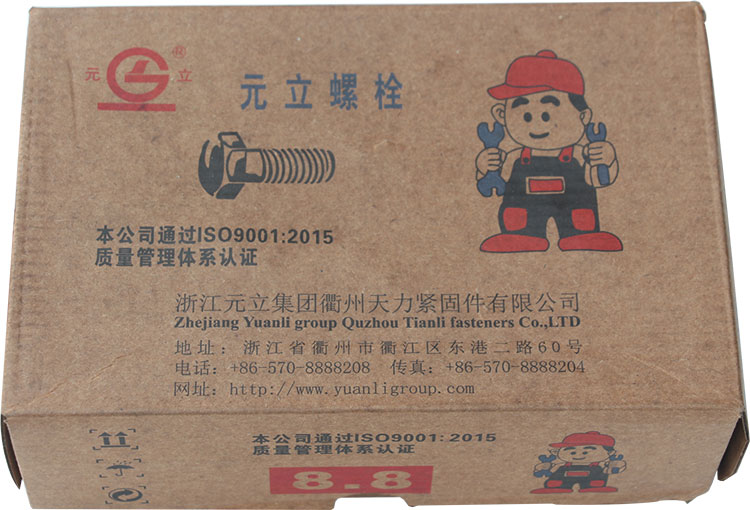 元 立 ®
元立螺栓
本公司通过ISO9001:2015
质量管理体系认证
浙江元立集团衢州天力紧固件有限公司
Zhejiang Yuanli group Quzhou Tianli fasteners Co.,LTD
地址：浙江省衢州市衢江区东港二路60号
电话：+86-570-8888208 传真：+86-570-8888204
网址：http://www.yuanligroup.com
本公司通过ISO9001:2015
质量管理体系认证
8.8